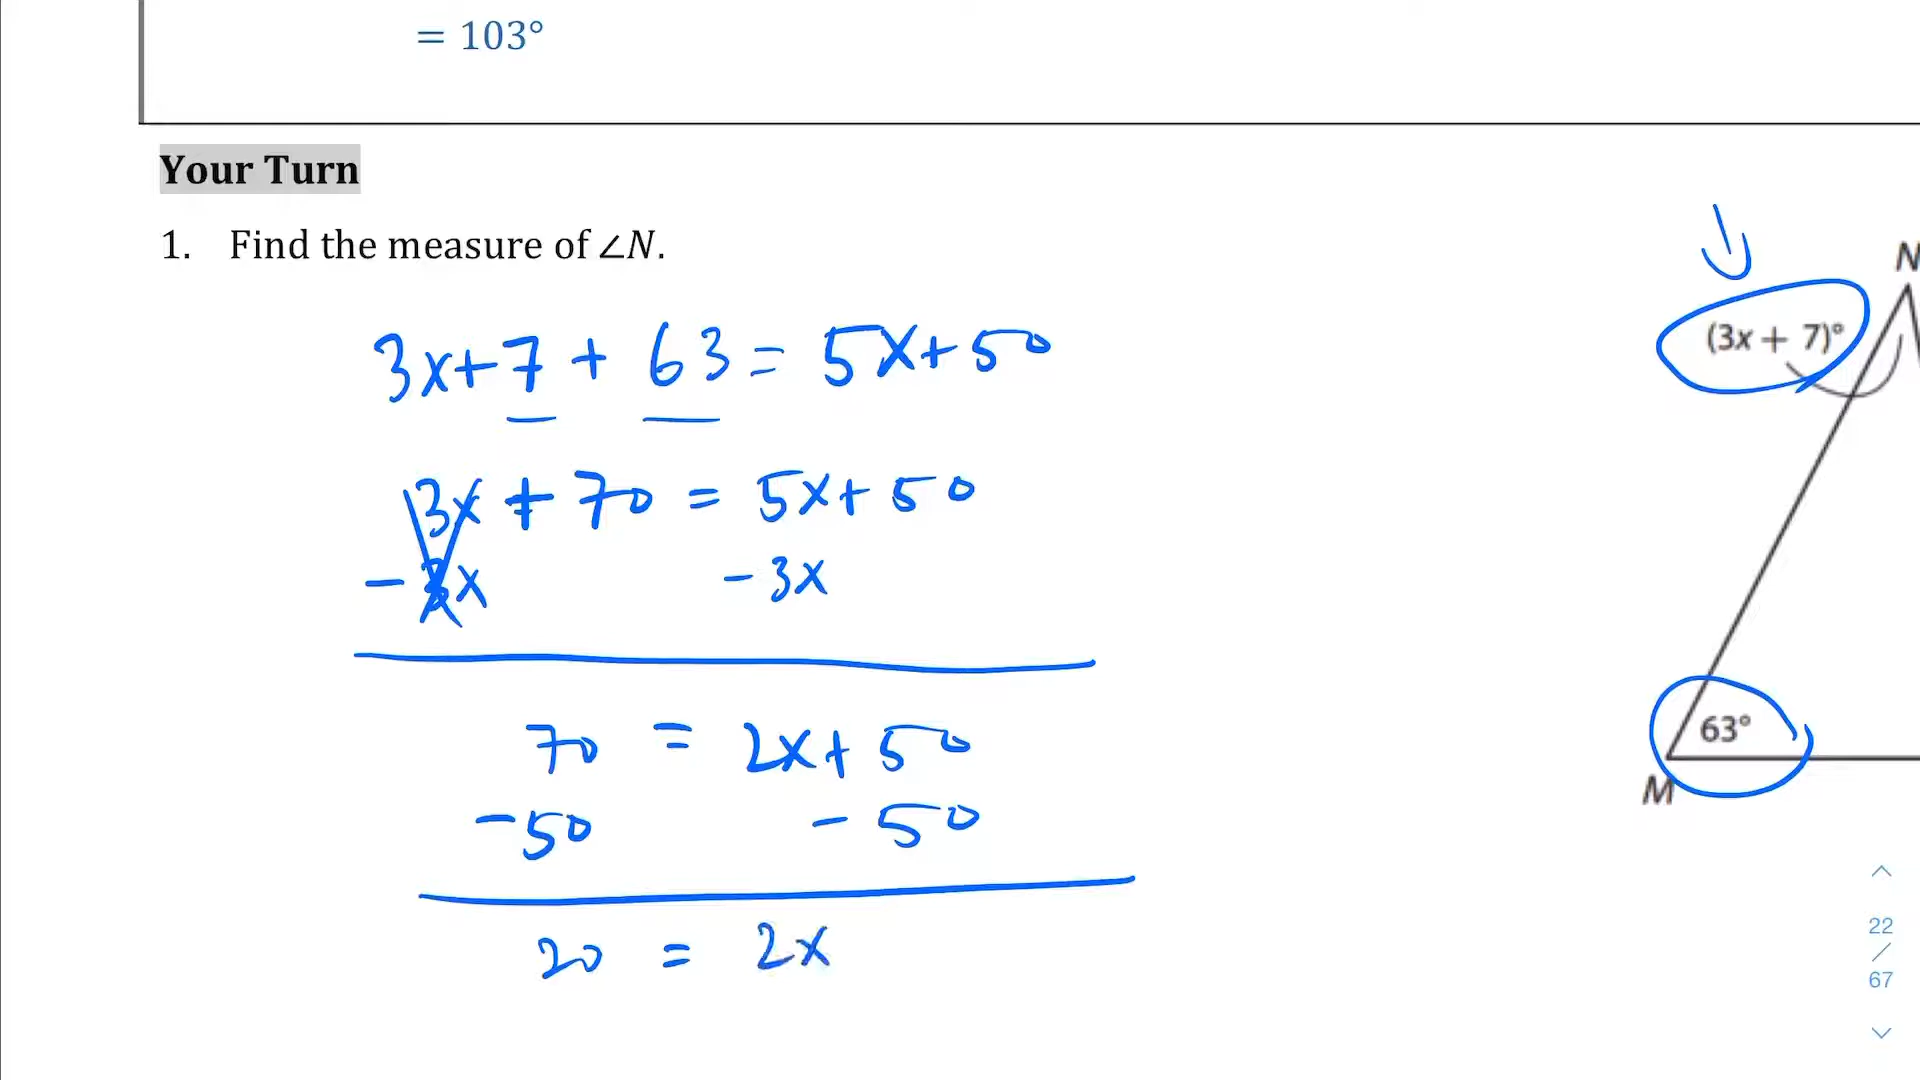 = 103°
Your Turn
1. Find the measure of ∠N.
N
(3x + 7)°
3x+7 + 63 = 5x+50
3x + 70 = 5x+50
- 3x - 3x
70 = 2x+50
63°
M
-50 - 50
20 = 2x
22
/
67